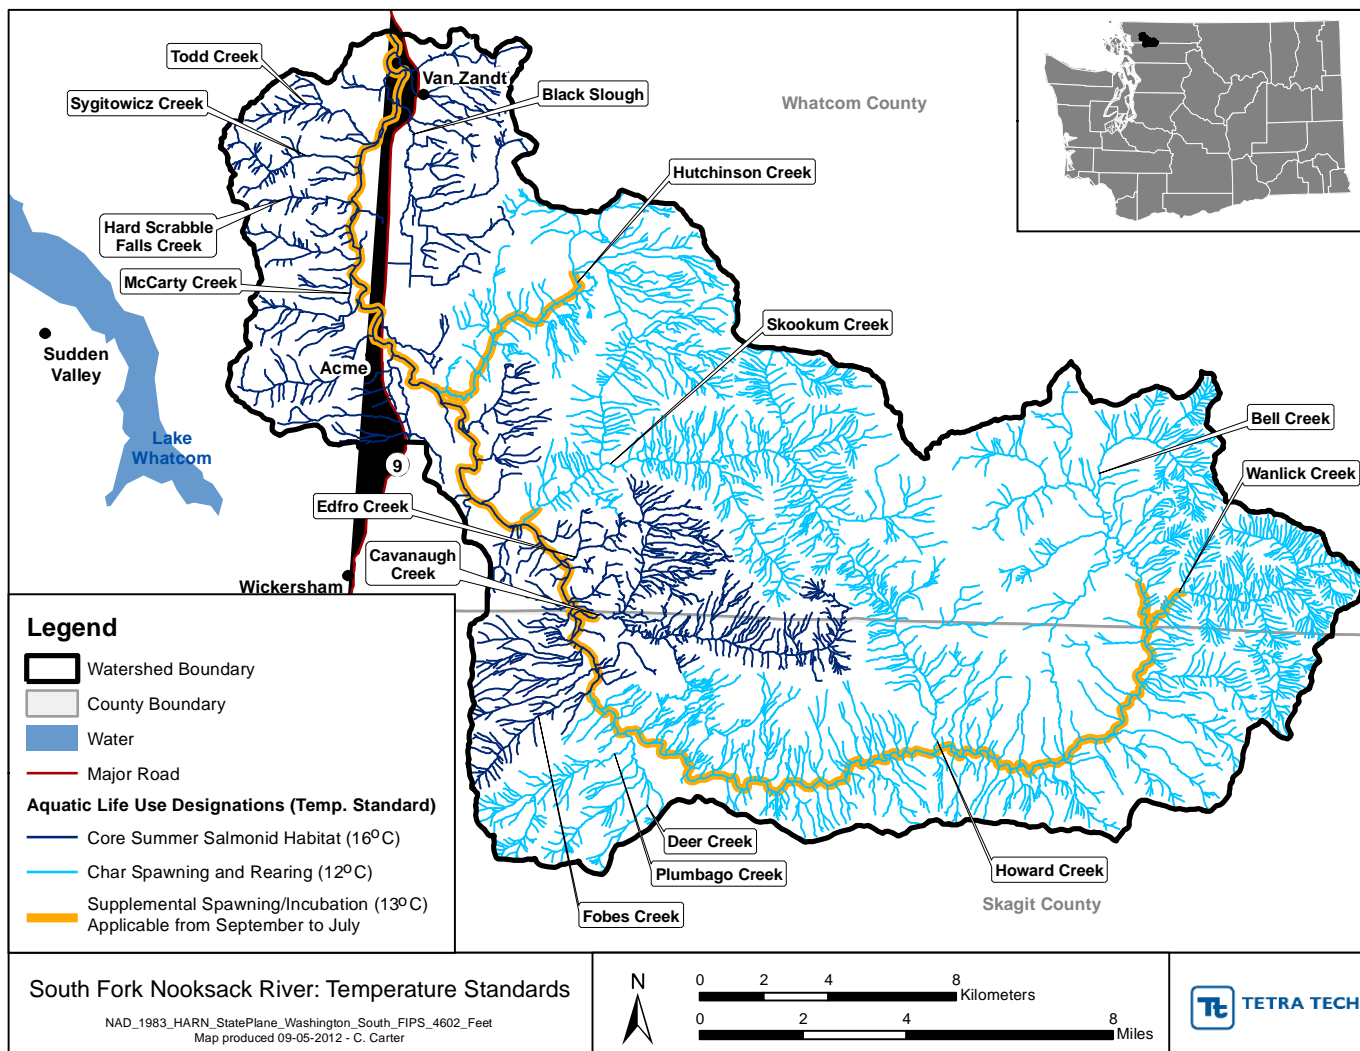 Todd Creek
Van Zandt
Sygitowicz Creek
Black Slough
Whatcom County
Hutchinson Creek
Hard Scrabble
Falls Creek
McCarty Creek
Skookum Creek
Sudden
Valley
Acme
Bell Creek
Lake
Whatcom
9
Wanlick Creek
Edfro Creek
Cavanaugh
Creek
Wickersham
Legend
Watershed Boundary
County Boundary
Water
Major Road
Aquatic Life Use Designations (Temp. Standard)
Core Summer Salmonid Habitat (16ºC)
Char Spawning and Rearing (12ºC)
Supplemental Spawning/Incubation (13ºC)
Applicable from September to July
Deer Creek
Plumbago Creek
Howard Creek
Fobes Creek
Skagit County
South Fork Nooksack River: Temperature Standards
NAD_1983_HARN_StatePlane_Washington_South_FIPS_4602_Feet
Map produced 09-05-2012 - C. Carter
N
0 2 4 8
Kilometers
0 2 4 8
Miles
Tt TETRA TECH